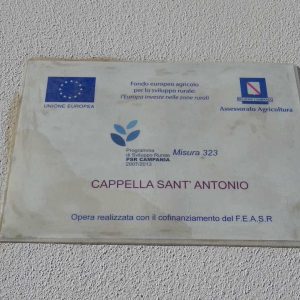 Fondo europeo agricolo
per lo sviluppo rurale:
l'Europa investe nelle zone rurali
UNIONE EUROPEA
Assessorato Agricoltura
Programma
di Sviluppo Rurale
PSR CAMPANIA
2007/2013
Misura 323
CAPPELLA SANT' ANTONIO
Opera realizzata con il cofinanziamento del F.E.A.S.R